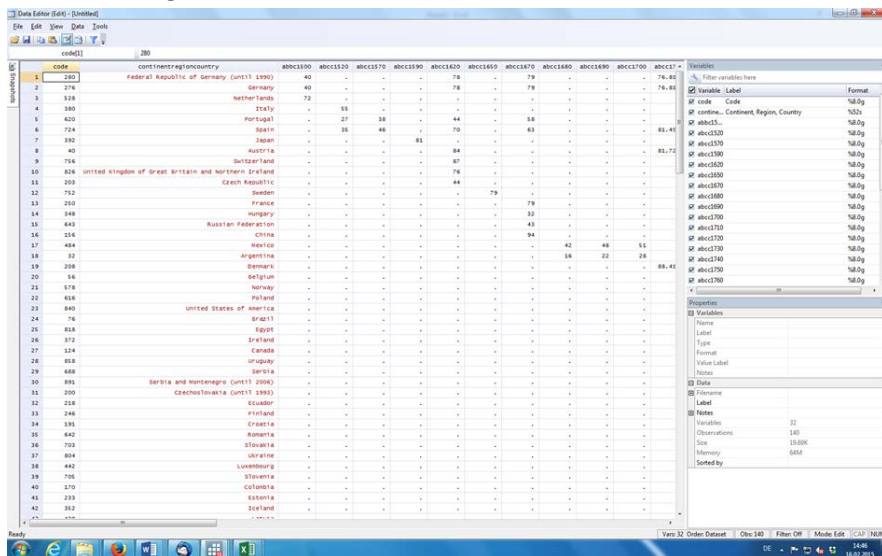 Data Editor (Edit) - [Untitled]
File Edit View Data Tools
code[1] 280
Snapshots
code continentregioncountry abbc1500 abcc1520 abcc1570 abcc1590 abcc1620 abcc1650 abcc1670 abcc1680 abcc1690 abcc1700 abcc17
1 280 Federal Republic of Germany (until 1990) 40 . . . 78 . 79 . . .
2 276 Germany 40 . . . 78 . 79 . . .
3 528 Netherlands 72 . . . . . . . . .
4 380 Italy . 55 . . . . . . . .
5 620 Portugal . 27 38 . 44 . 58 . . .
6 724 Spain . 35 46 . 70 . 63 . . .
7 392 Japan . . . 81 . . . . . .
8 40 Austria . . . . 84 . . . . .
9 756 Switzerland . . . . 87 . . . . .
10 826 United Kingdom of Great Britain and Northern Ireland . . . . 76 . . . . .
11 203 Czech Republic . . . . 44 . . . . .
12 752 Sweden . . . . . 79 . . . .
13 250 France . . . . . . 79 . . .
14 348 Hungary . . . . . . 32 . . .
15 643 Russian Federation . . . . . . 43 . . .
16 156 China . . . . . . 94 . . .
17 484 Mexico . . . . . . . 42 48 51
18 32 Argentina . . . . . . . 16 22 28
19 208 Denmark . . . . . . . . . .
20 56 Belgium . . . . . . . . . .
21 578 Norway . . . . . . . . . .
22 616 Poland . . . . . . . . . .
23 840 United States of America . . . . . . . . . .
24 76 Brazil . . . . . . . . . .
25 818 Egypt . . . . . . . . . .
26 372 Ireland . . . . . . . . . .
27 124 Canada . . . . . . . . . .
28 858 Uruguay . . . . . . . . . .
29 688 Serbia . . . . . . . . . .
30 891 Serbia and Montenegro (until 2006) . . . . . . . . . .
31 200 Czechoslovakia (until 1993) . . . . . . . . . .
32 218 Ecuador . . . . . . . . . .
33 246 Finland . . . . . . . . . .
34 191 Croatia . . . . . . . . . .
35 642 Romania . . . . . . . . . .
36 703 Slovakia . . . . . . . . . .
37 804 Ukraine . . . . . . . . . .
38 442 Luxembourg . . . . . . . . . .
39 705 Slovenia . . . . . . . . . .
40 170 Colombia . . . . . . . . . .
41 233 Estonia . . . . . . . . . .
42 352 Iceland . . . . . . . . . .
Variables
Filter variables here
Variable Label Format
code Code %8.0g
contine... Continent, Region, Country %52s
abbc15... %8.0g
abcc1520 %8.0g
abcc1570 %8.0g
abcc1590 %8.0g
abcc1620 %8.0g
abcc1650 %8.0g
abcc1670 %8.0g
abcc1680 %8.0g
abcc1690 %8.0g
abcc1700 %8.0g
abcc1710 %8.0g
abcc1720 %8.0g
abcc1730 %8.0g
abcc1740 %8.0g
abcc1750 %8.0g
abcc1760 %8.0g
Properties
Variables
Name
Label
Type
Format
Value Label
Notes
Data
Filename
Label
Notes
Variables 32
Observations 140
Size 19.69K
Memory 64M
Sorted by
Ready
Vars: 32 Order: Dataset Obs: 140 Filter: Off Mode: Edit CAP NUM
DE 14:46
16.02.2015